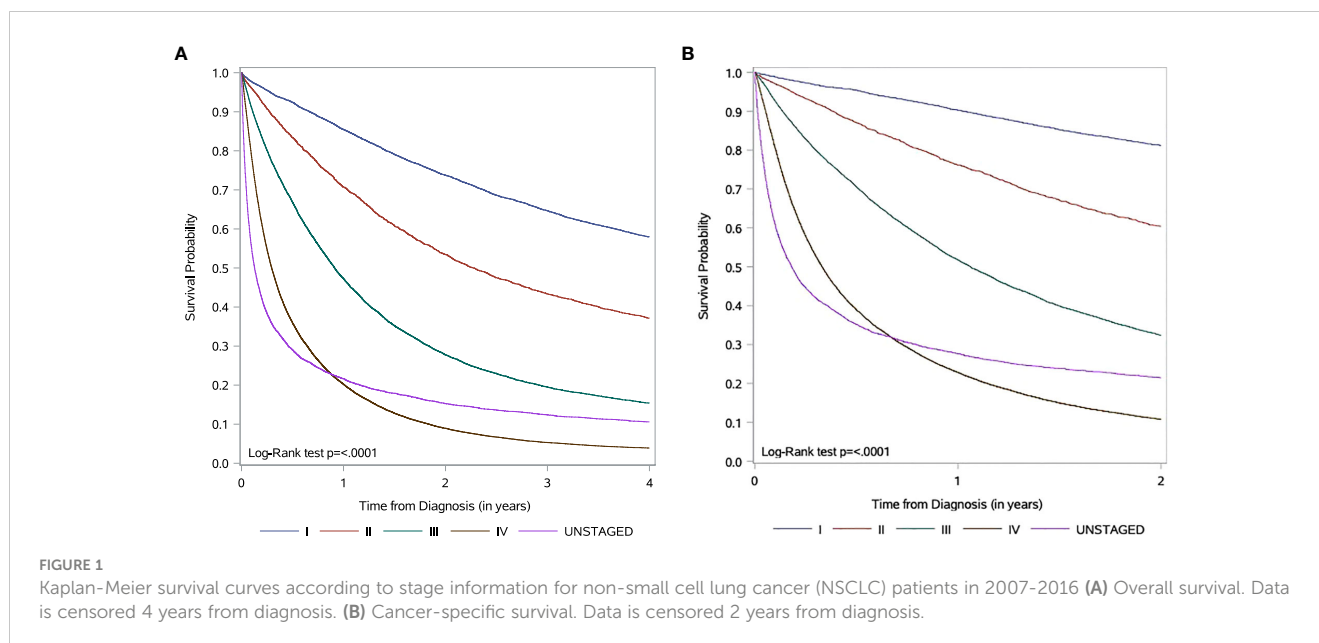 A
1.0
0.9
0.8
0.7
0.6
0.5
0.4
0.3
0.2
0.1
0.0
Survival Probability
Log-Rank test p=<.0001
0 1 2 3 4
Time from Diagnosis (in years)
I II III IV UNSTAGED
B
1.0
0.9
0.8
0.7
0.6
0.5
0.4
0.3
0.2
0.1
0.0
Survival Probability
Log-Rank test p=<.0001
0 1 2
Time from Diagnosis (in years)
I II III IV UNSTAGED
FIGURE 1
Kaplan-Meier survival curves according to stage information for non-small cell lung cancer (NSCLC) patients in 2007-2016 (A) Overall survival. Data
is censored 4 years from diagnosis. (B) Cancer-specific survival. Data is censored 2 years from diagnosis.